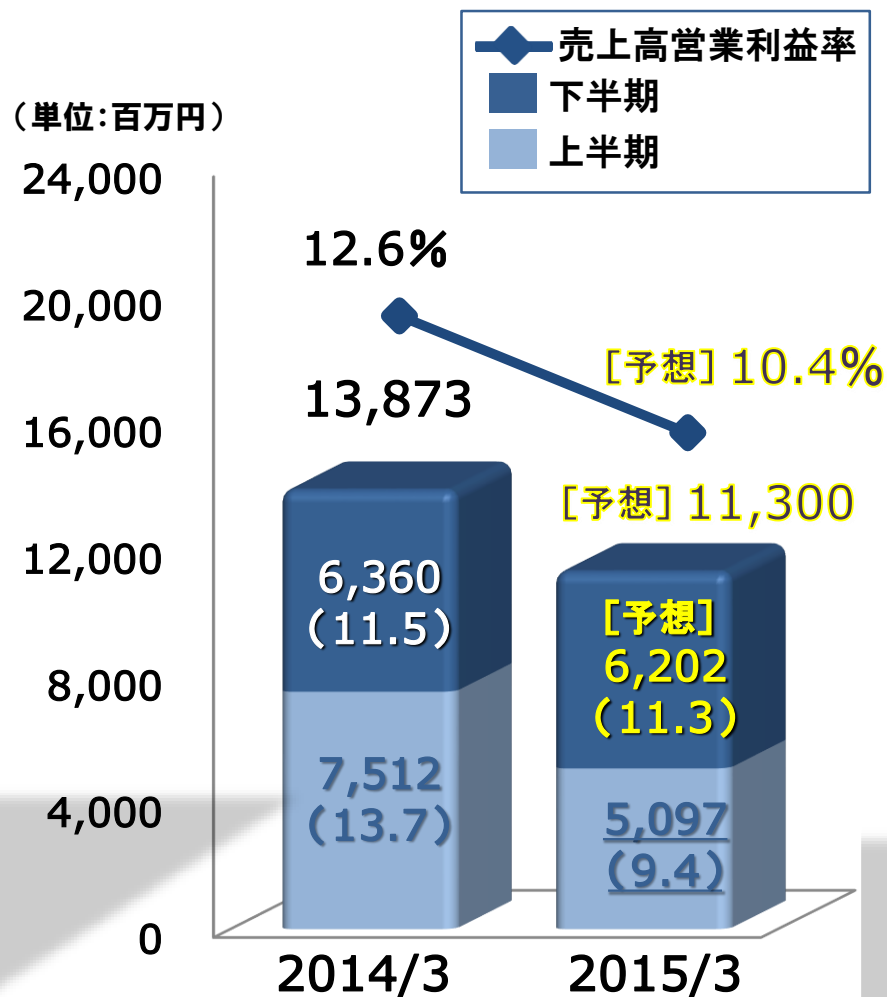 売上高営業利益率
下半期
上半期
（単位：百万円）
24,000
20,000
16,000
12,000
8,000
4,000
0
12.6%
[予想] 10.4%
13,873
[予想] 11,300
6,360
（11.5）
[予想]
6,202
（11.3）
7,512
（13.7）
5,097
（9.4）
2014/3
2015/3